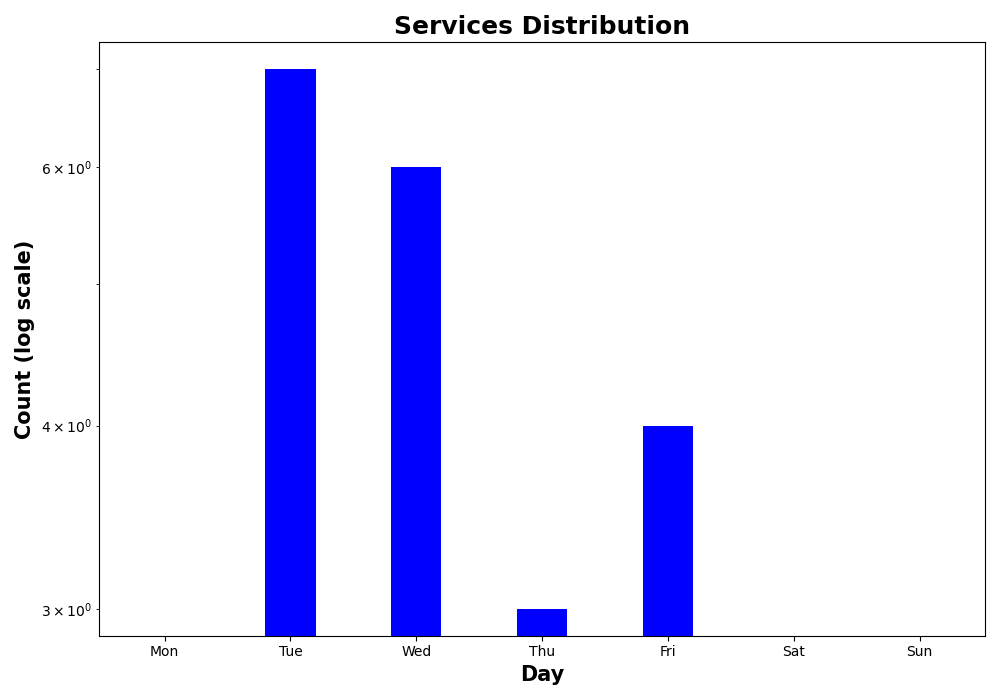 Services Distribution
Count (log scale)
6 × 10⁰
4 × 10⁰
3 × 10⁰
Mon Tue Wed Thu Fri Sat Sun
Day